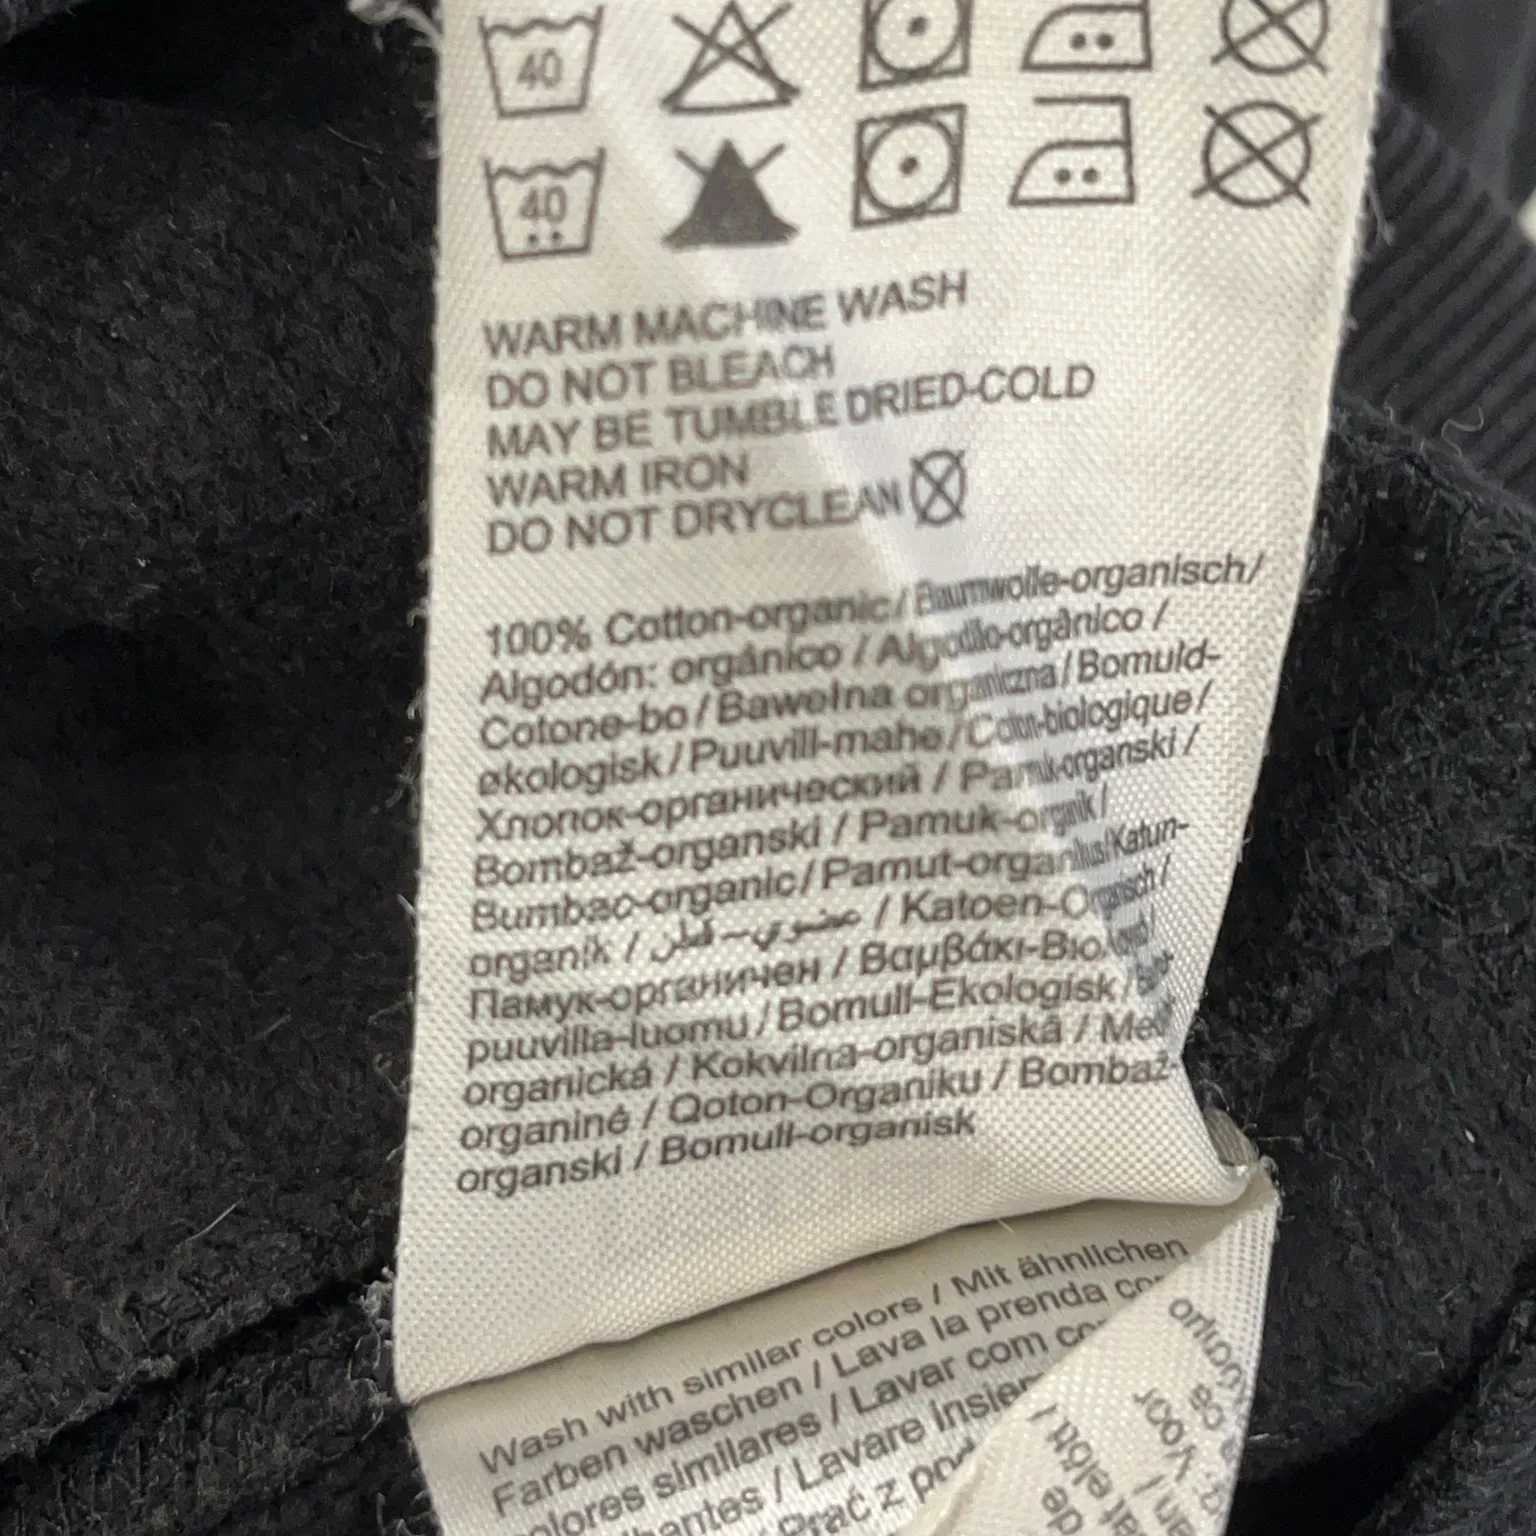 40
40
WARM MACHINE WASH
DO NOT BLEACH
MAY BE TUMBLE DRIED-COLD
WARM IRON
DO NOT DRYCLEAN
100% Cotton-organic / Baumwolle-organisch /
Algodón: orgánico / Algodão-orgânico /
Cotone-bo / Bawełna organiczna / Bomuld-
økologisk / Puuvill-mahe / Coton-biologique /
Хлопок-органический / Pamuk-organski /
Bombaž-organski / Pamuk-organik /
Bumbac-organic / Pamut-organikus / Katun-
organik / قطن-عضوي / Katoen-Organisch /
Памук-органичен / Βαμβάκι-Βιο
puuvilla-luomu / Bomull-Ekologisk /
organická / Kokvilna-organiskā /
organinė / Qoton-Organiku / Bombaž-
organski / Bomull-organisk
Wash with similar colors / Mit ähnlichen
Farben waschen / Lava la prenda
colores similares / Lavar com
/ Lavare
Prać z